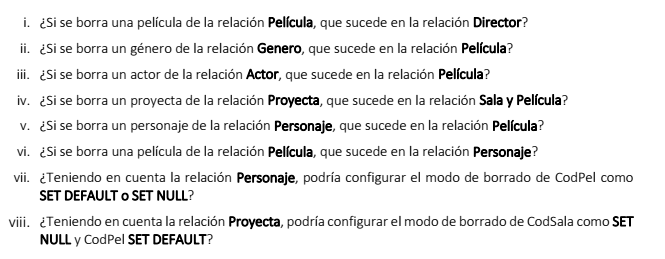 i. ¿Si se borra una película de la relación Película, que sucede en la relación Director?
ii. ¿Si se borra un género de la relación Genero, que sucede en la relación Película?
iii. ¿Si se borra un actor de la relación Actor, que sucede en la relación Película?
iv. ¿Si se borra un proyecta de la relación Proyecta, que sucede en la relación Sala y Película?
v. ¿Si se borra un personaje de la relación Personaje, que sucede en la relación Película?
vi. ¿Si se borra una película de la relación Película, que sucede en la relación Personaje?
vii. ¿Teniendo en cuenta la relación Personaje, podría configurar el modo de borrado de CodPel como
SET DEFAULT o SET NULL?
viii. ¿Teniendo en cuenta la relación Proyecta, podría configurar el modo de borrado de CodSala como SET
NULL y CodPel SET DEFAULT?